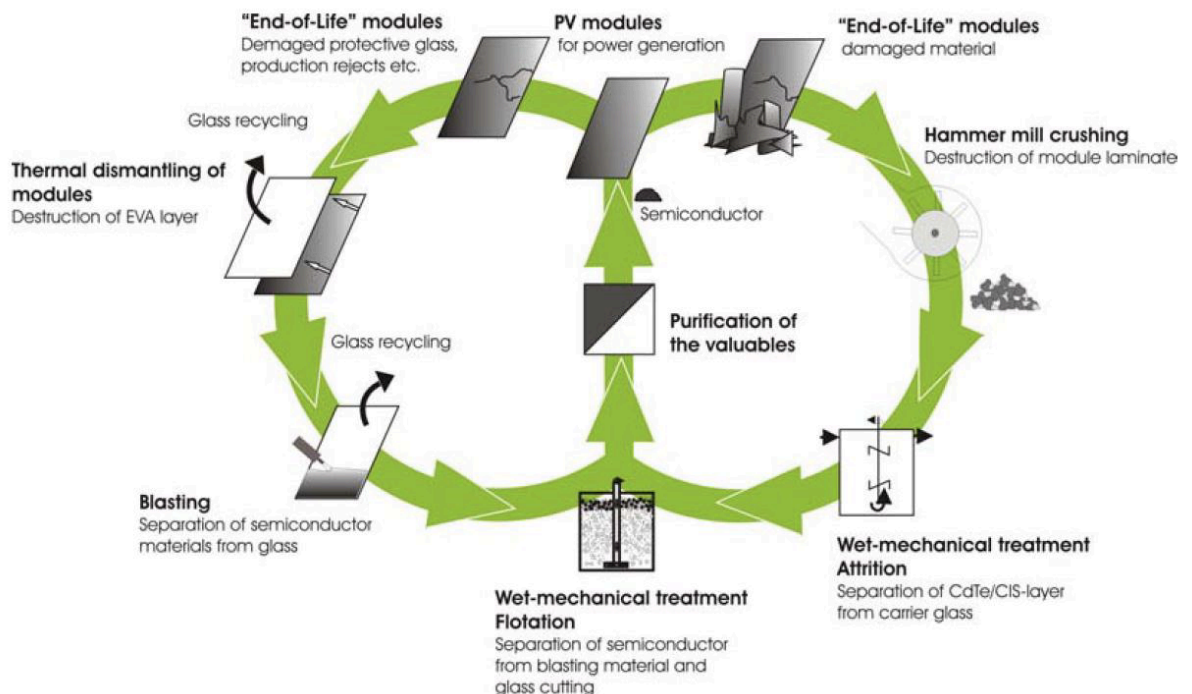 “End-of-Life” modules
Damaged protective glass,
production rejects etc.
PV modules
for power generation
“End-of-Life” modules
damaged material
Glass recycling
Hammer mill crushing
Destruction of module laminate
Thermal dismantling of
modules
Destruction of EVA layer
Semiconductor
Purification of
the valuables
Glass recycling
Blasting
Separation of semiconductor
materials from glass
Wet-mechanical treatment
Flotation
Separation of semiconductor
from blasting material and
glass cutting
Wet-mechanical treatment
Attrition
Separation of CdTe/CIS-layer
from carrier glass